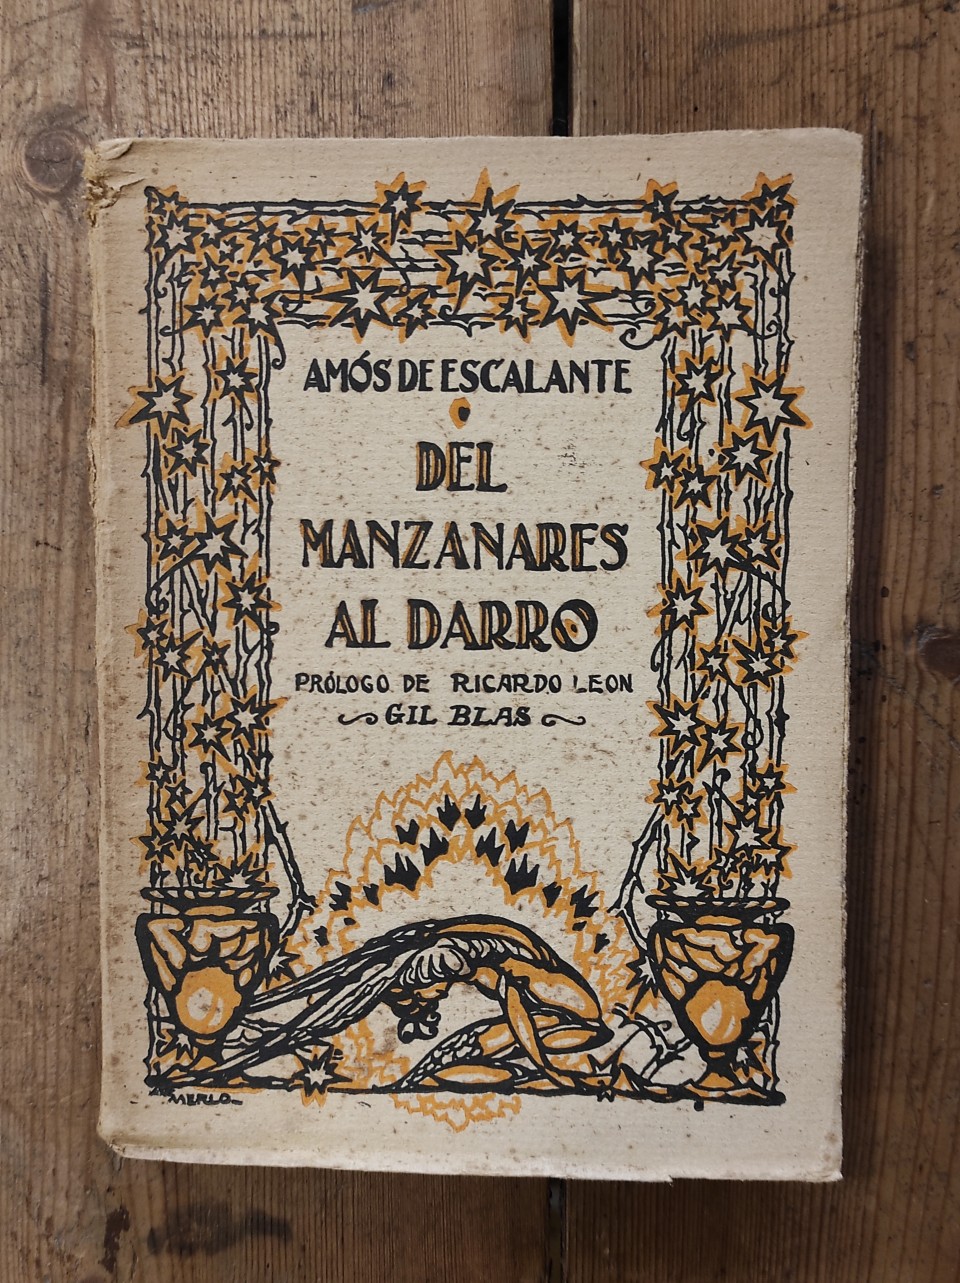 AMÓS DE ESCALANTE
DEL
MANZANARES
AL DARRO
PRÓLOGO DE RICARDO LEON
GIL BLAS
MERLO